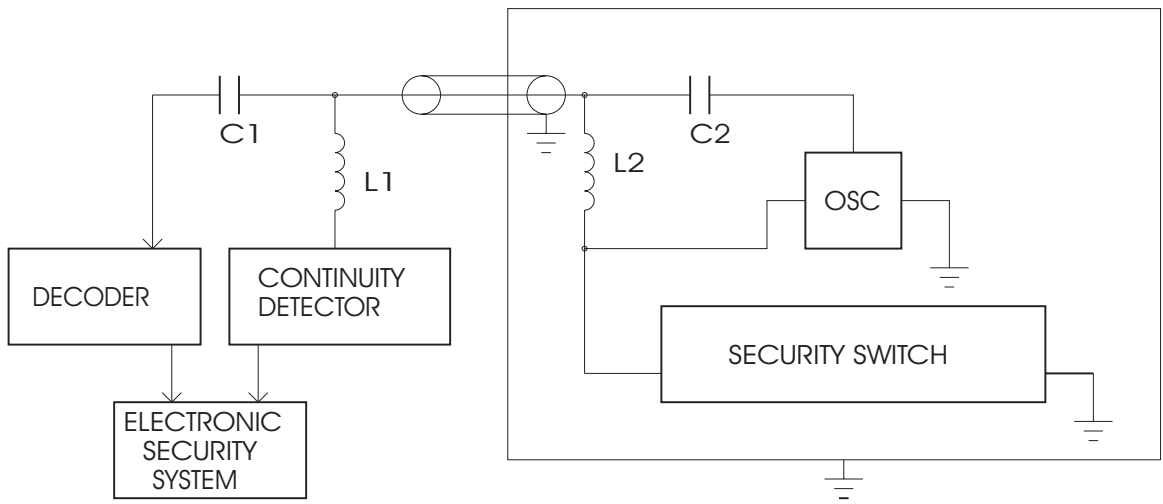 C1
C2
L1
L2
OSC
DECODER
CONTINUITY
DETECTOR
SECURITY SWITCH
ELECTRONIC
SECURITY
SYSTEM